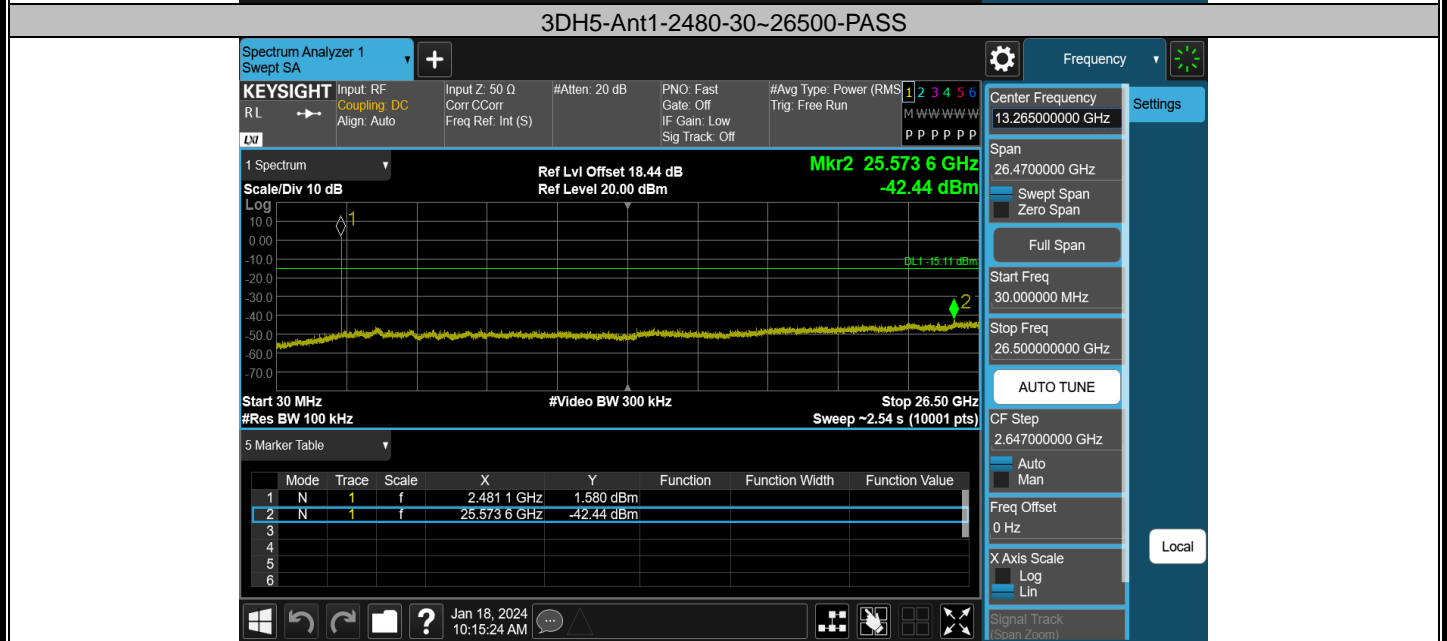 3DH5-Ant1-2480-30~26500-PASS
Spectrum Analyzer 1
Swept SA
+
Frequency
KEYSIGHT
RL
LXI
Input: RF
Coupling: DC
Align: Auto
Input Z: 50 Ω
Corr CCorr
Freq Ref: Int (S)
#Atten: 20 dB
PNO: Fast
Gate: Off
IF Gain: Low
Sig Track: Off
#Avg Type: Power (RMS
Trig: Free Run
1 2 3 4 5 6
M W W W W W
P P P P P P
1 Spectrum
Scale/Div 10 dB
Ref Lvl Offset 18.44 dB
Ref Level 20.00 dBm
Mkr2 25.573 6 GHz
-42.44 dBm
Log
10.0
0.00
-10.0
-20.0
-30.0
-40.0
-50.0
-60.0
-70.0
1
DL1 -15.11 dBm
2
Start 30 MHz
#Video BW 300 kHz
Stop 26.50 GHz
#Res BW 100 kHz
Sweep ~2.54 s (10001 pts)
5 Marker Table
Mode Trace Scale X Y Function Function Width Function Value
1 N 1 f 2.481 1 GHz 1.580 dBm
2 N 1 f 25.573 6 GHz -42.44 dBm
3
4
5
6
?
Jan 18, 2024
10:15:24 AM
Center Frequency
13.265000000 GHz
Settings
Span
26.4700000 GHz
Swept Span
Zero Span
Full Span
Start Freq
30.000000 MHz
Stop Freq
26.500000000 GHz
AUTO TUNE
CF Step
2.647000000 GHz
Auto
Man
Freq Offset
0 Hz
Local
X Axis Scale
Log
Lin
Signal Track
(Span Zoom)